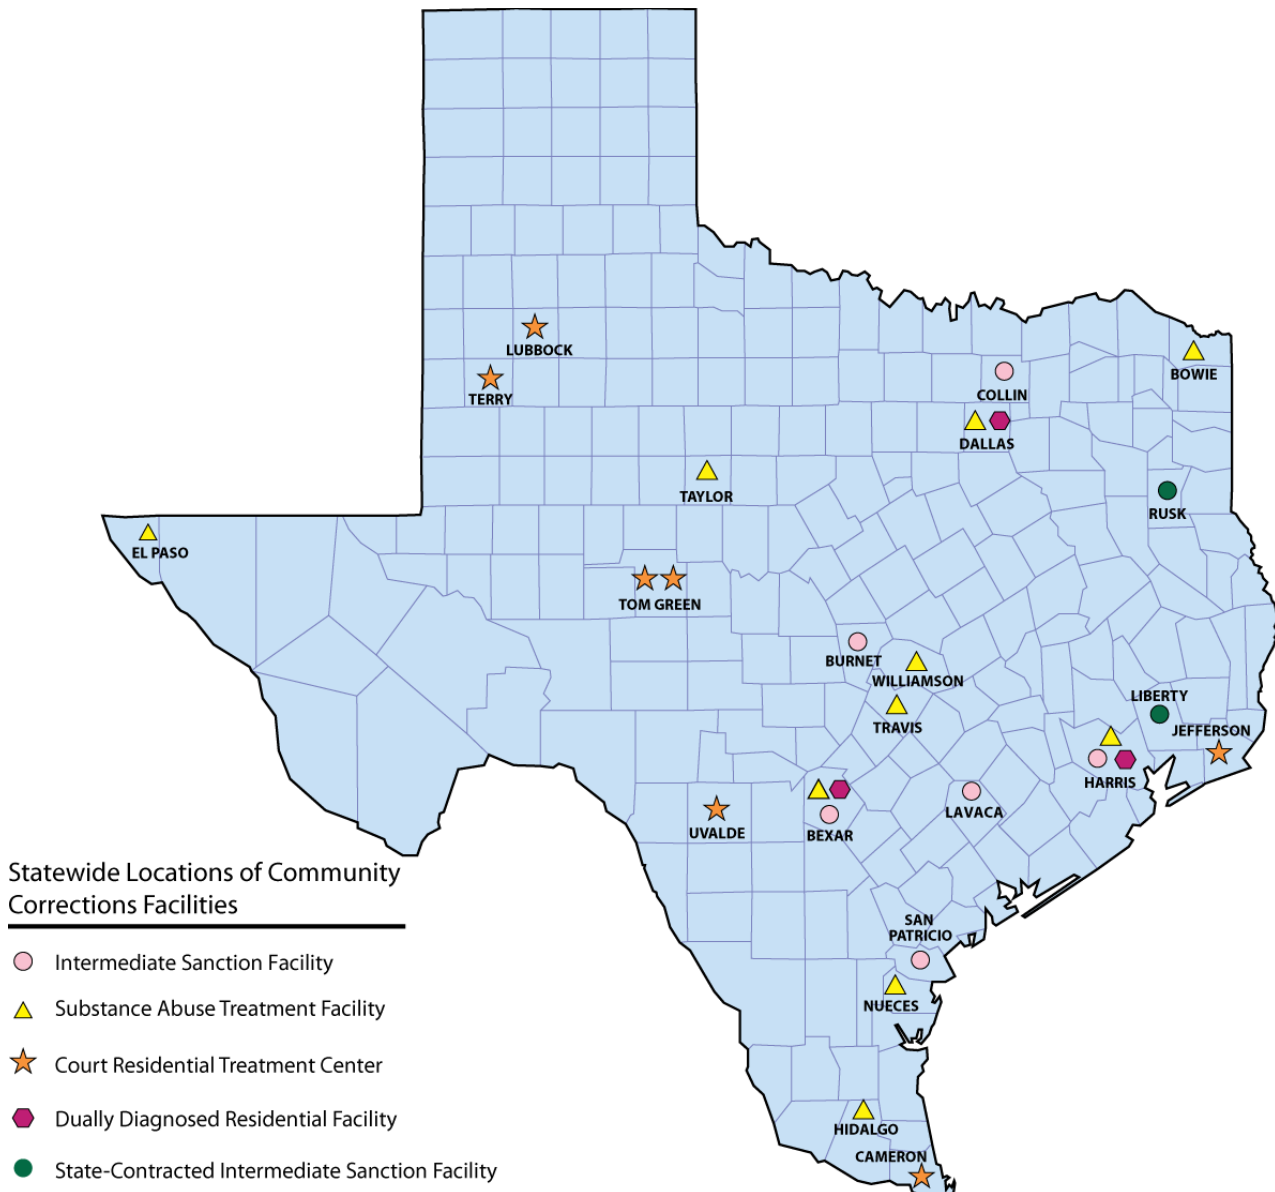 LUBBOCK
TERRY
COLLIN
BOWIE
DALLAS
TAYLOR
RUSK
EL PASO
TOM GREEN
BURNET
WILLIAMSON
LIBERTY
TRAVIS
JEFFERSON
HARRIS
LAVACA
UVALDE
BEXAR
Statewide Locations of Community
Corrections Facilities
SAN
PATRICIO
Intermediate Sanction Facility
NUECES
Substance Abuse Treatment Facility
Court Residential Treatment Center
Dually Diagnosed Residential Facility
HIDALGO
CAMERON
State-Contracted Intermediate Sanction Facility